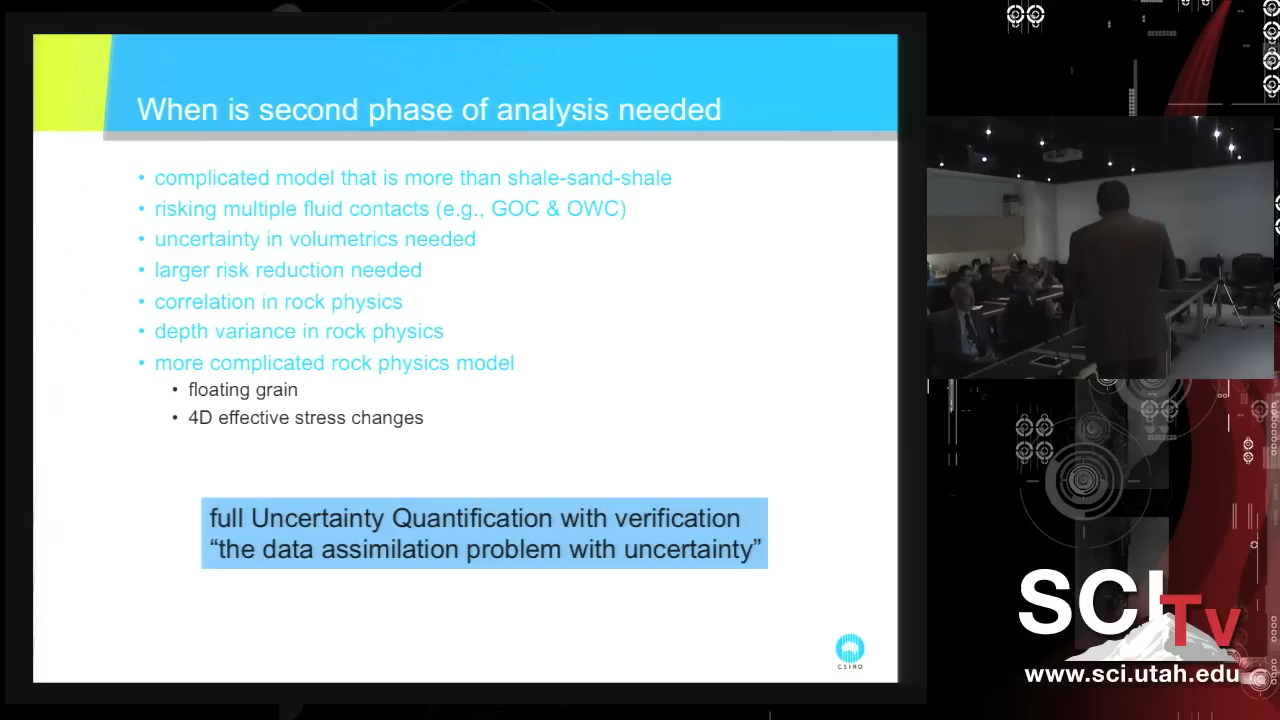 When is second phase of analysis needed
• complicated model that is more than shale-sand-shale
• risking multiple fluid contacts (e.g., GOC & OWC)
• uncertainty in volumetrics needed
• larger risk reduction needed
• correlation in rock physics
• depth variance in rock physics
• more complicated rock physics model
• floating grain
• 4D effective stress changes
full Uncertainty Quantification with verification
“the data assimilation problem with uncertainty”
CSIRO
SCI
Tv
www.sci.utah.edu